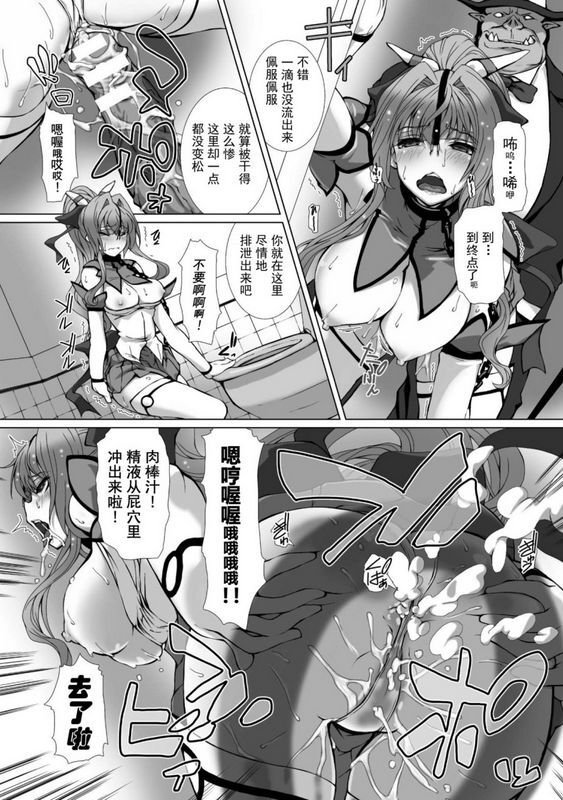 不错
一滴也没流出来
佩服佩服
咘
呜…唏
咿
到…
到终点了
呃
就算被干得
这么惨
这里却一点
都没变松
嗯喔哦哎哎！
你就在这里
尽情地
排泄出来吧
不要啊啊啊！
嗯哼喔喔哦哦哦哦!!
肉棒汁！
精液从屁穴里
冲出来啦！
去了啦